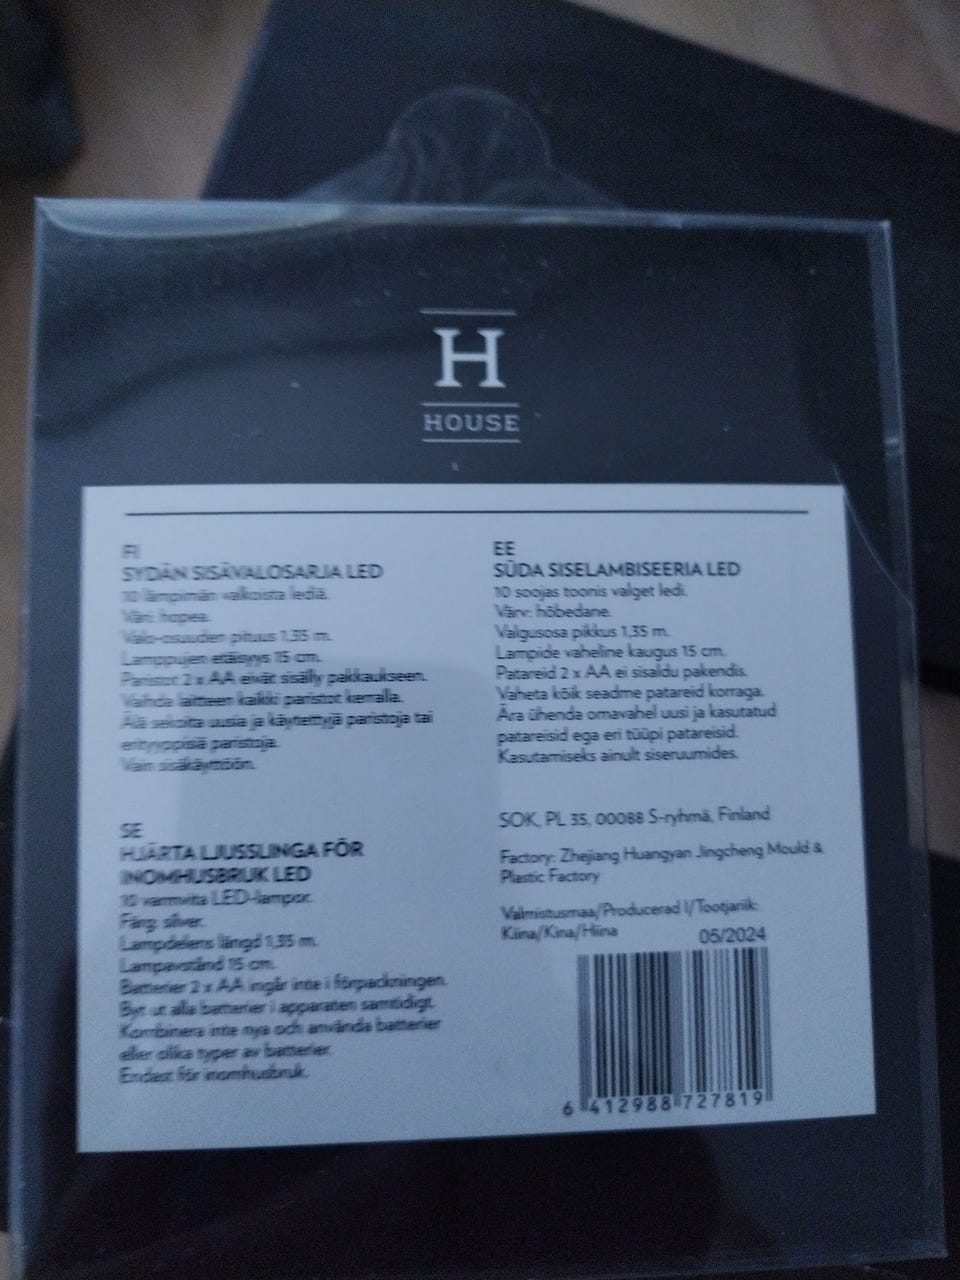 H
HOUSE
FI
SYDÄN SISÄVALOSARJA LED
10 lämpimän valkoista lediä.
Väri: hopea.
Valo-osuuden pituus 1,35 m.
Lamppujen etäisyys 15 cm.
Paristot 2 x AA eivät sisälly pakkaukseen.
Vaihda laitteen kaikki paristot kerralla.
Älä sekoita uusia ja käytettyjä paristoja tai
erityyppisiä paristoja.
Vain sisäkäyttöön.
SE
HJÄRTA LJUSSLINGA FÖR
INOMHUSBRUK LED
10 varmvita LED-lampor.
Färg: silver.
Lampdelens längd 1,35 m.
Lampavstånd 15 cm.
Batterier 2 x AA ingår inte i förpackningen.
Byt ut alla batterier i apparaten samtidigt.
Kombinera inte nya och använda batterier
eller olika typer av batterier.
Endast för inomhusbruk.
EE
SÜDA SISELAMBISEERIA LED
10 soojas toonis valget ledi.
Värv: hõbedane.
Valgusosa pikkus 1,35 m.
Lampide vaheline kaugus 15 cm.
Patareid 2 x AA ei sisaldu pakendis.
Vaheta kõik seadme patareid korraga.
Ära ühenda omavahel uusi ja kasutatud
patareisid ega eri tüüpi patareisid.
Kasutamiseks ainult siseruumides.
SOK, PL 35, 00088 S-ryhmä, Finland
Factory: Zhejiang Huangyan Jingcheng Mould &
Plastic Factory
Valmistusmaa/Producerad I/Tootjariik:
Kiina/Kina/Hiina
05/2024
6 412988 727819